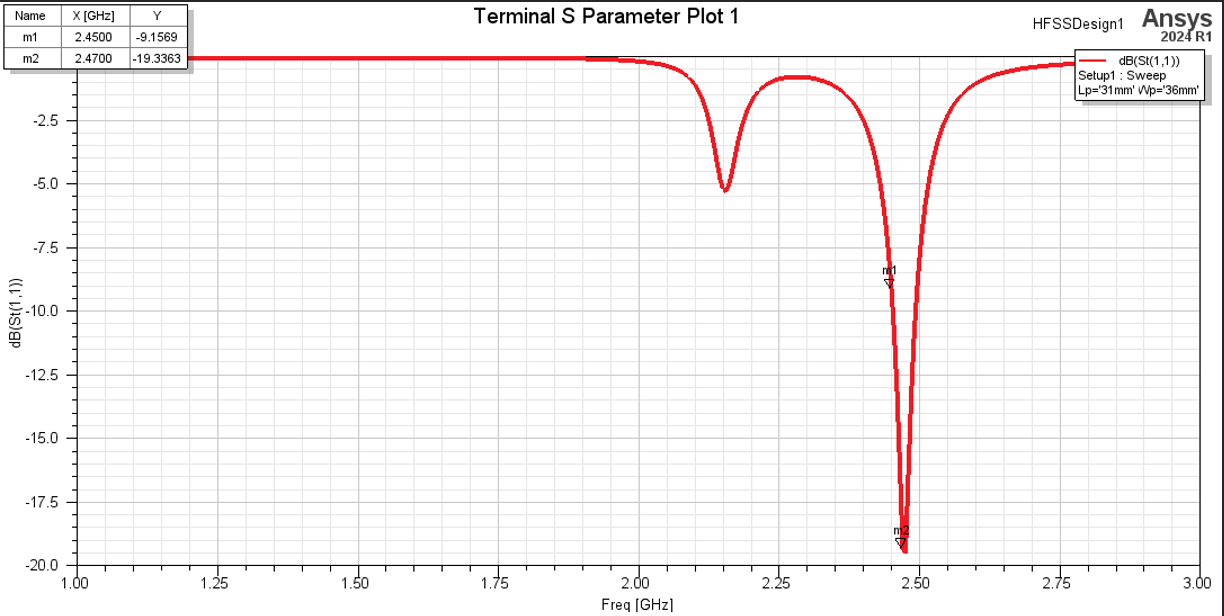 Terminal S Parameter Plot 1
HFSSDesign1
Ansys
2024 R1
Name X [GHz] Y
m1 2.4500 -9.1569
m2 2.4700 -19.3363
dB(St(1,1))
Setup1 : Sweep
Lp='31mm' Wp='36mm'
-2.5
-5.0
-7.5
-10.0
-12.5
-15.0
-17.5
-20.0
dB(St(1,1))
m1
m2
1.00 1.25 1.50 1.75 2.00 2.25 2.50 2.75 3.00
Freq [GHz]